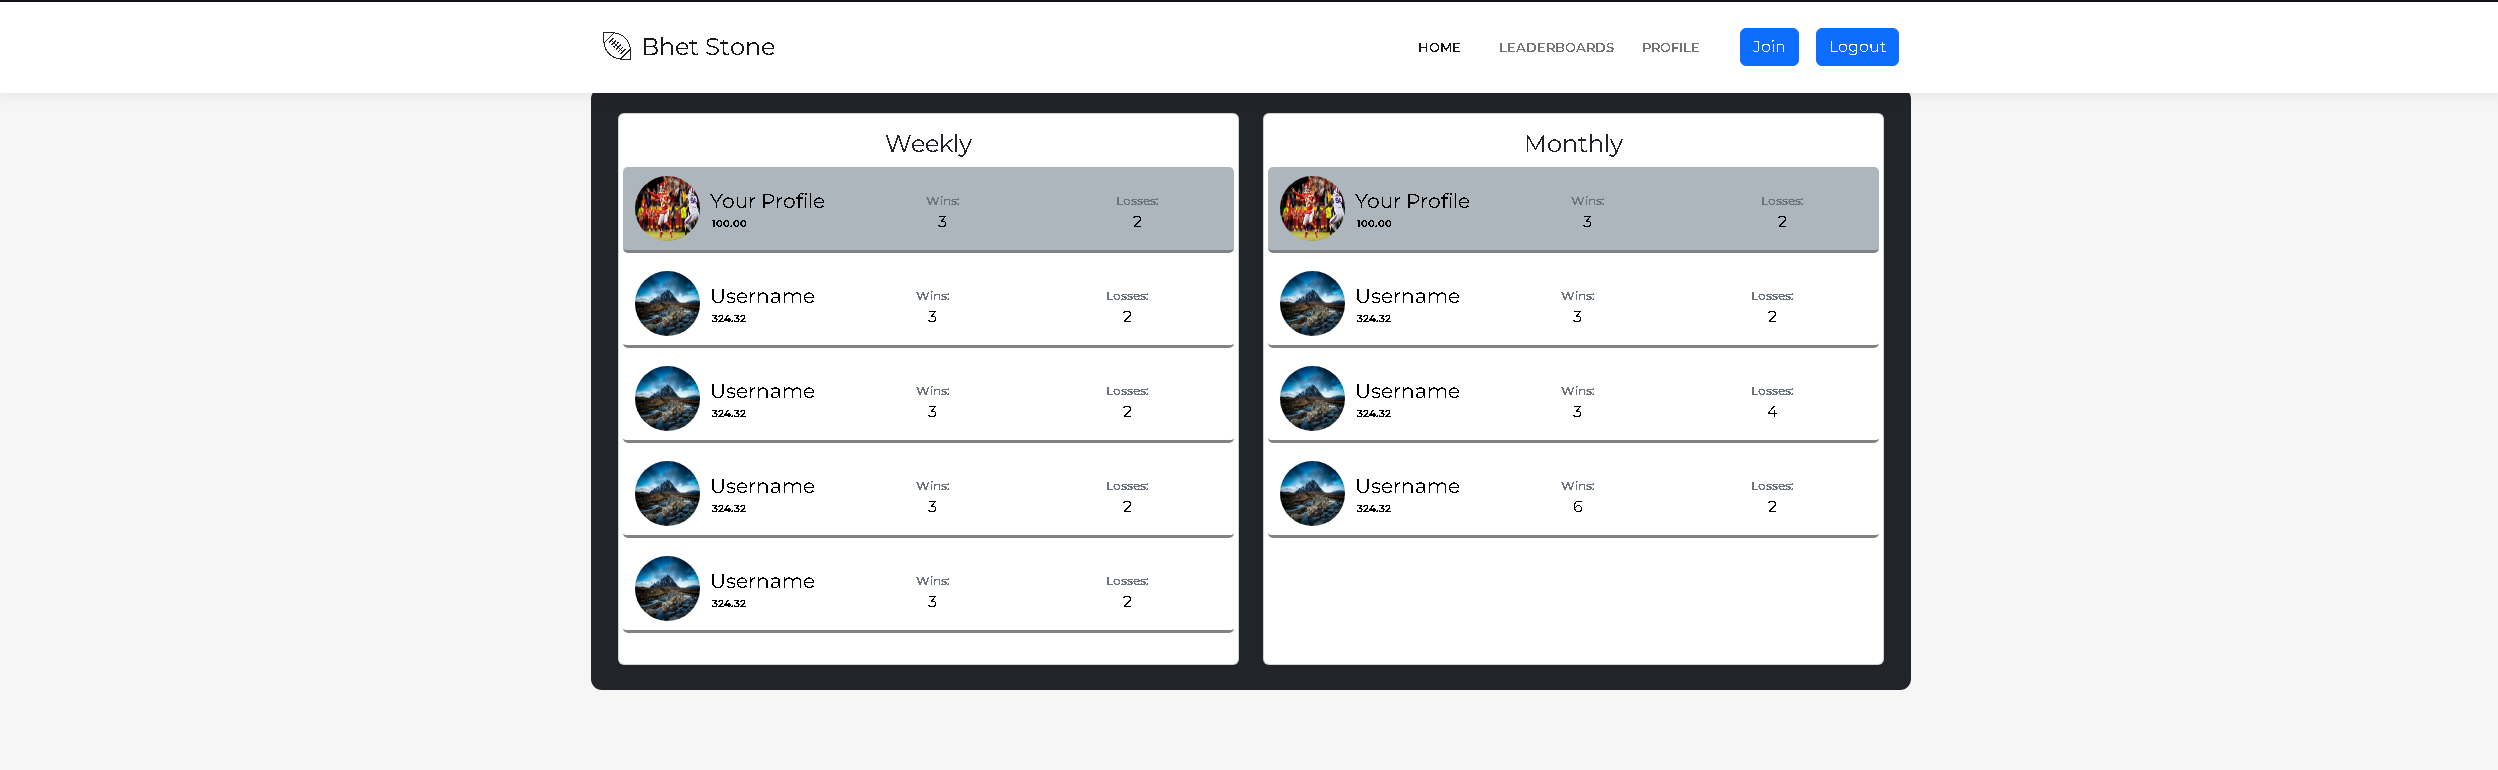 Bhet Stone
HOME
LEADERBOARDS
PROFILE
Join
Logout
Weekly
Your Profile
100.00
Wins:
3
Losses:
2
Username
324.32
Wins:
3
Losses:
2
Username
324.32
Wins:
3
Losses:
2
Username
324.32
Wins:
3
Losses:
2
Username
324.32
Wins:
3
Losses:
2
Monthly
Your Profile
100.00
Wins:
3
Losses:
2
Username
324.32
Wins:
3
Losses:
2
Username
324.32
Wins:
3
Losses:
4
Username
324.32
Wins:
6
Losses:
2